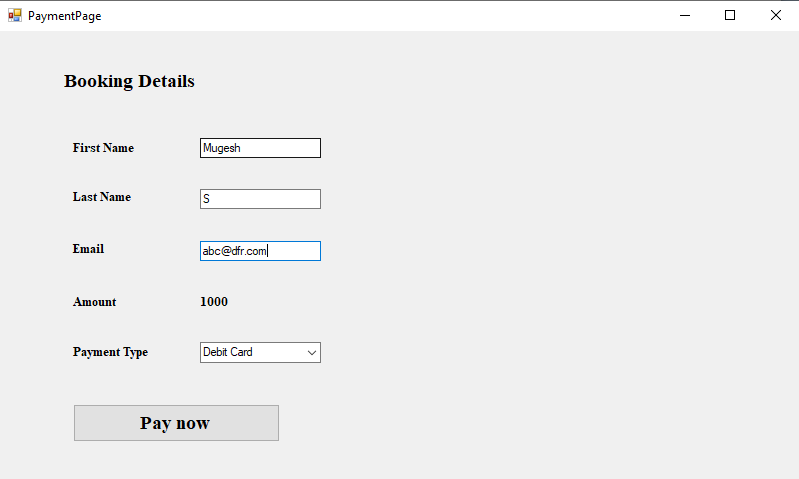 PaymentPage
Booking Details
First Name Mugesh
Last Name S
Email abc@dfr.com
Amount 1000
Payment Type Debit Card
Pay now